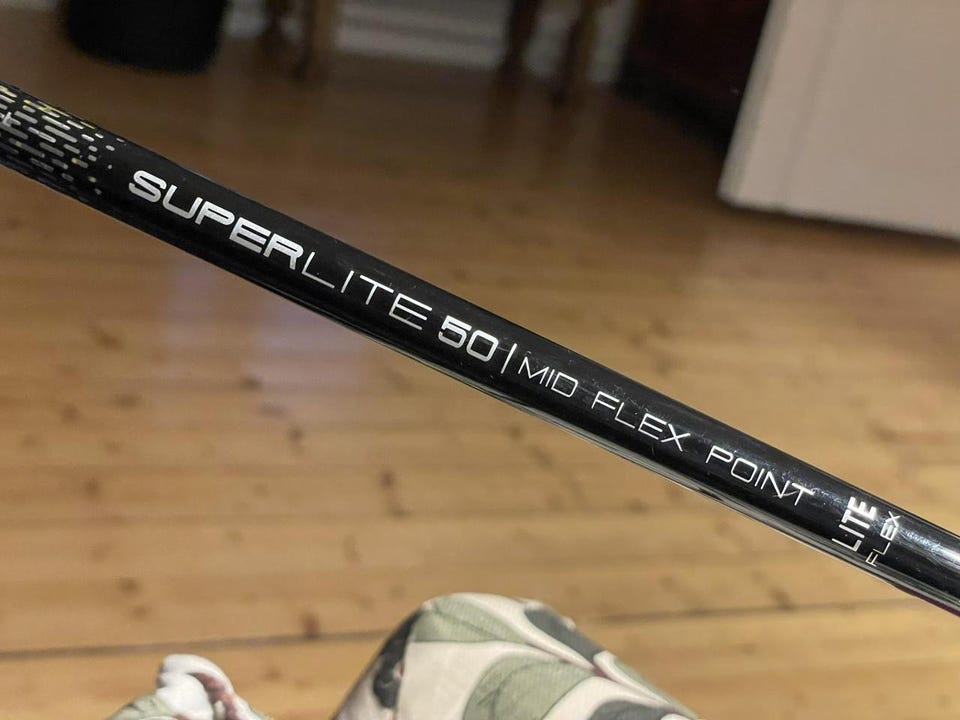 SUPERLITE 50 | MID FLEX POINT
LITE
FLEX